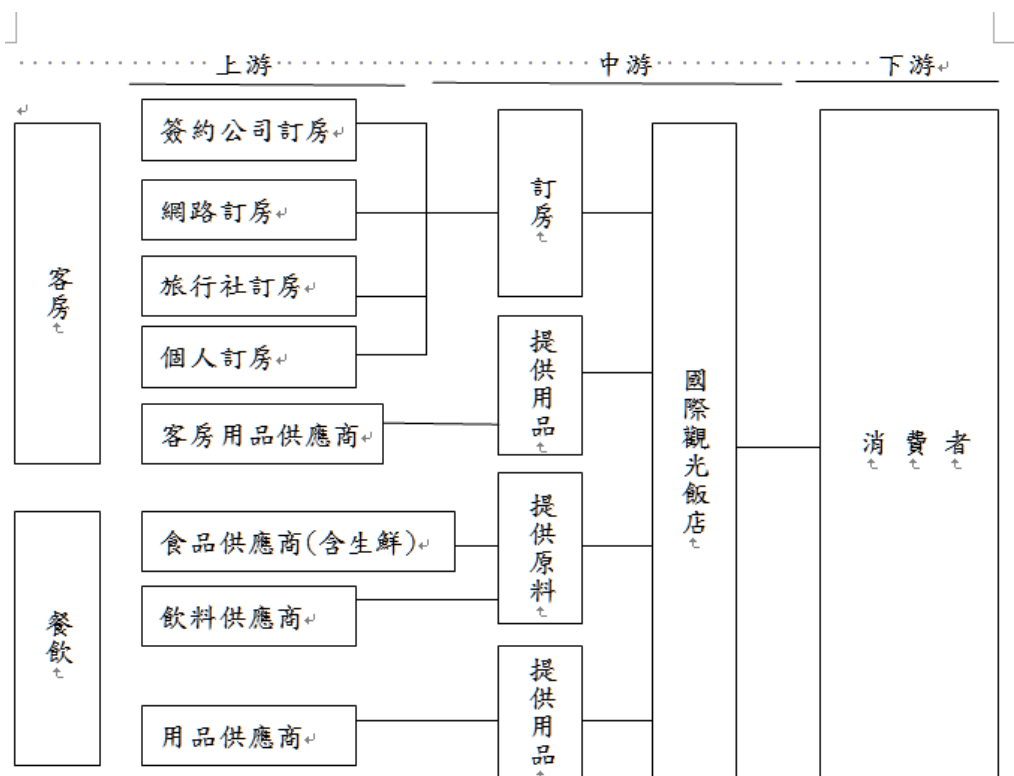 上游 中游 下游
客房
簽約公司訂房
網路訂房
旅行社訂房
個人訂房
客房用品供應商
訂房
提供用品
餐飲
食品供應商(含生鮮)
飲料供應商
用品供應商
提供原料
提供用品
國際觀光飯店
消費者